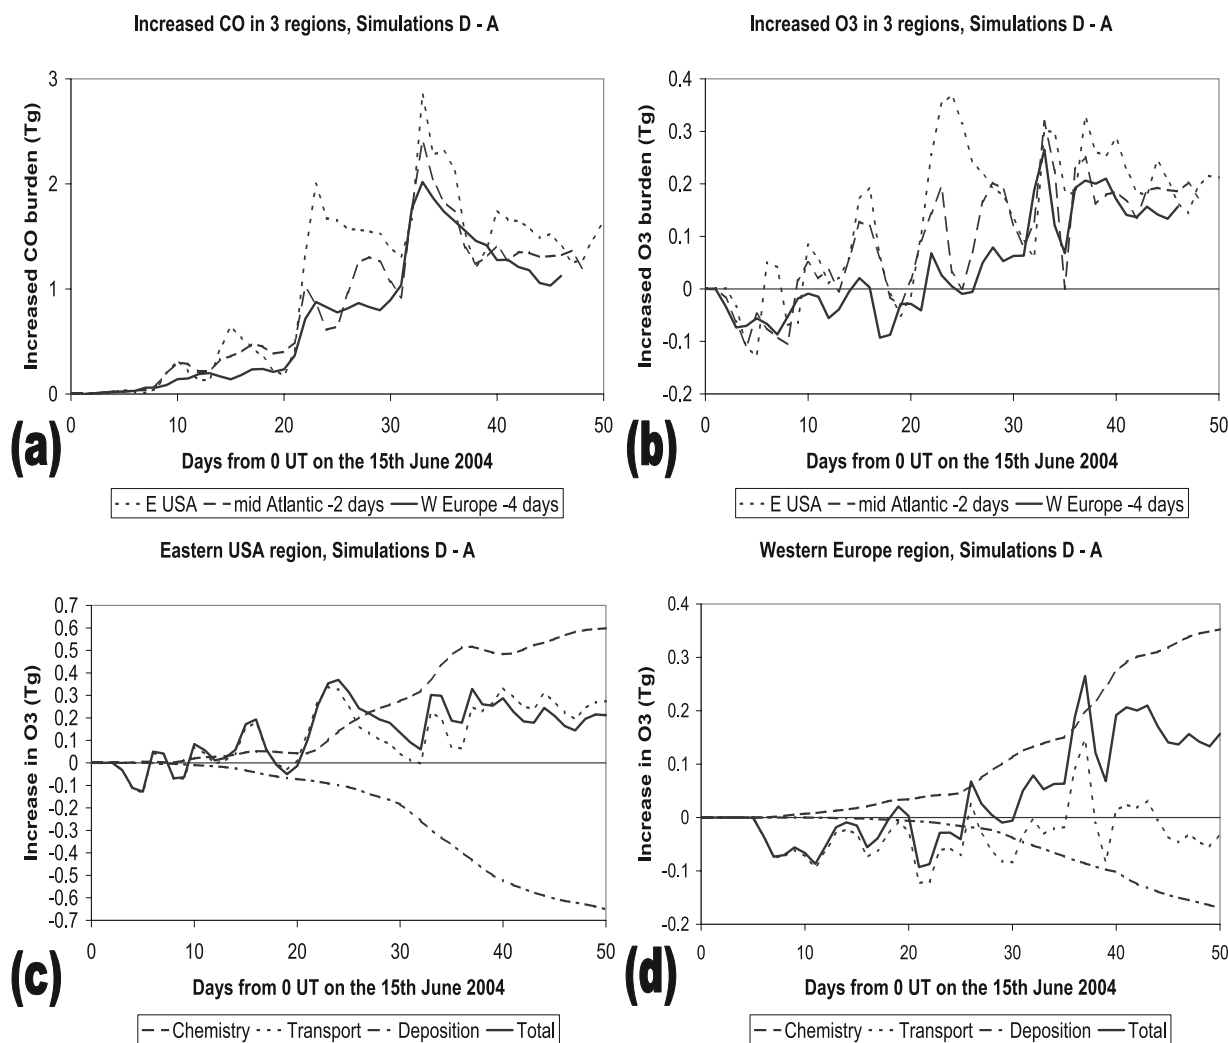 Increased CO in 3 regions, Simulations D - A
Increased CO burden (Tg)
3
2
1
0
0 10 20 30 40 50
(a)
Days from 0 UT on the 15th June 2004
E USA mid Atlantic -2 days W Europe -4 days
Increased O3 in 3 regions, Simulations D - A
Increased O3 burden (Tg)
0.4
0.3
0.2
0.1
0
-0.1
-0.2
0 10 20 30 40 50
(b)
Days from 0 UT on the 15th June 2004
E USA mid Atlantic -2 days W Europe -4 days
Eastern USA region, Simulations D - A
Increase in O3 (Tg)
0.7
0.6
0.5
0.4
0.3
0.2
0.1
0
-0.1
-0.2
-0.3
-0.4
-0.5
-0.6
-0.7
0 10 20 30 40 50
(c)
Days from 0 UT on the 15th June 2004
Chemistry Transport Deposition Total
Western Europe region, Simulations D - A
Increase in O3 (Tg)
0.4
0.3
0.2
0.1
0
-0.1
-0.2
0 10 20 30 40 50
(d)
Days from 0 UT on the 15th June 2004
Chemistry Transport Deposition Total